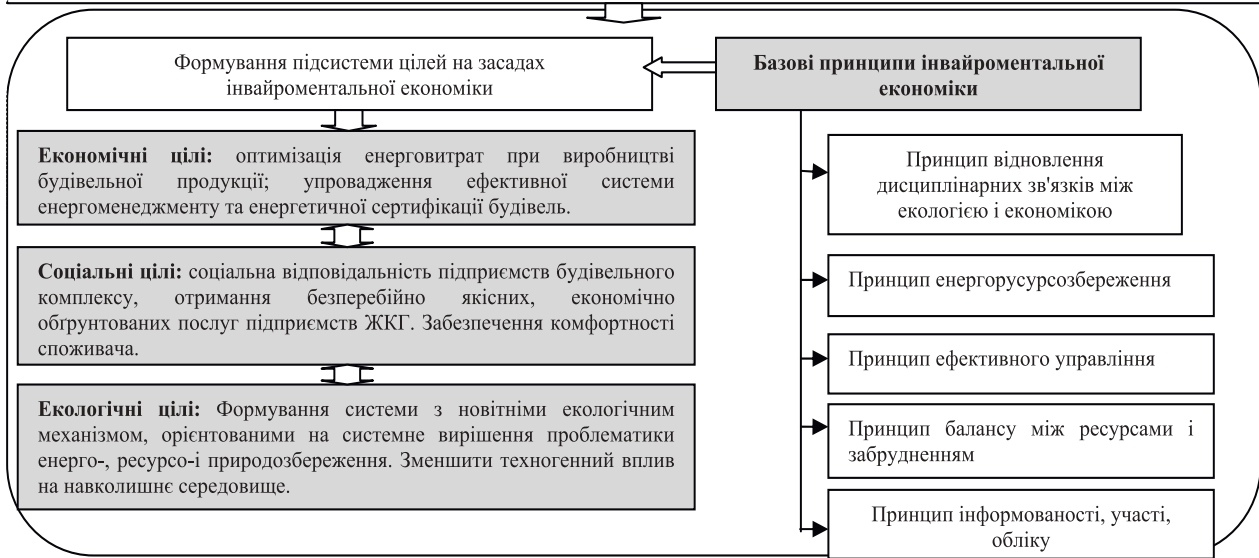 Формування підсистеми цілей на засадах
інвайроментальної економіки
Базові принципи інвайроментальної
економіки
Економічні цілі: оптимізація енерговитрат при виробництві
будівельної продукції; упровадження ефективної системи
енергоменеджменту та енергетичної сертифікації будівель.
Соціальні цілі: соціальна відповідальність підприємств будівельного
комплексу, отримання безперебійно якісних, економічно
обґрунтованих послуг підприємств ЖКГ. Забезпечення комфортності
споживача.
Екологічні цілі: Формування системи з новітніми екологічним
механізмом, орієнтованими на системне вирішення проблематики
енерго-, ресурсо-і природозбереження. Зменшити техногенний вплив
на навколишнє середовище.
Принцип відновлення
дисциплінарних зв'язків між
екологією і економікою
Принцип енергорусурсозбереження
Принцип ефективного управління
Принцип балансу між ресурсами і
забрудненням
Принцип інформованості, участі,
обліку